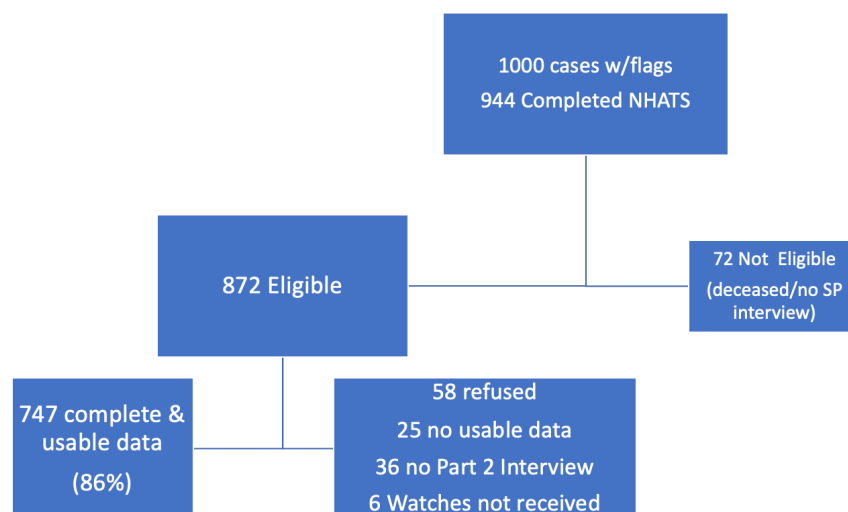 1000 cases w/flags
944 Completed NHATS
872 Eligible
72 Not Eligible
(deceased/no SP
interview)
747 complete &
usable data
(86%)
58 refused
25 no usable data
36 no Part 2 Interview
6 Watches not received